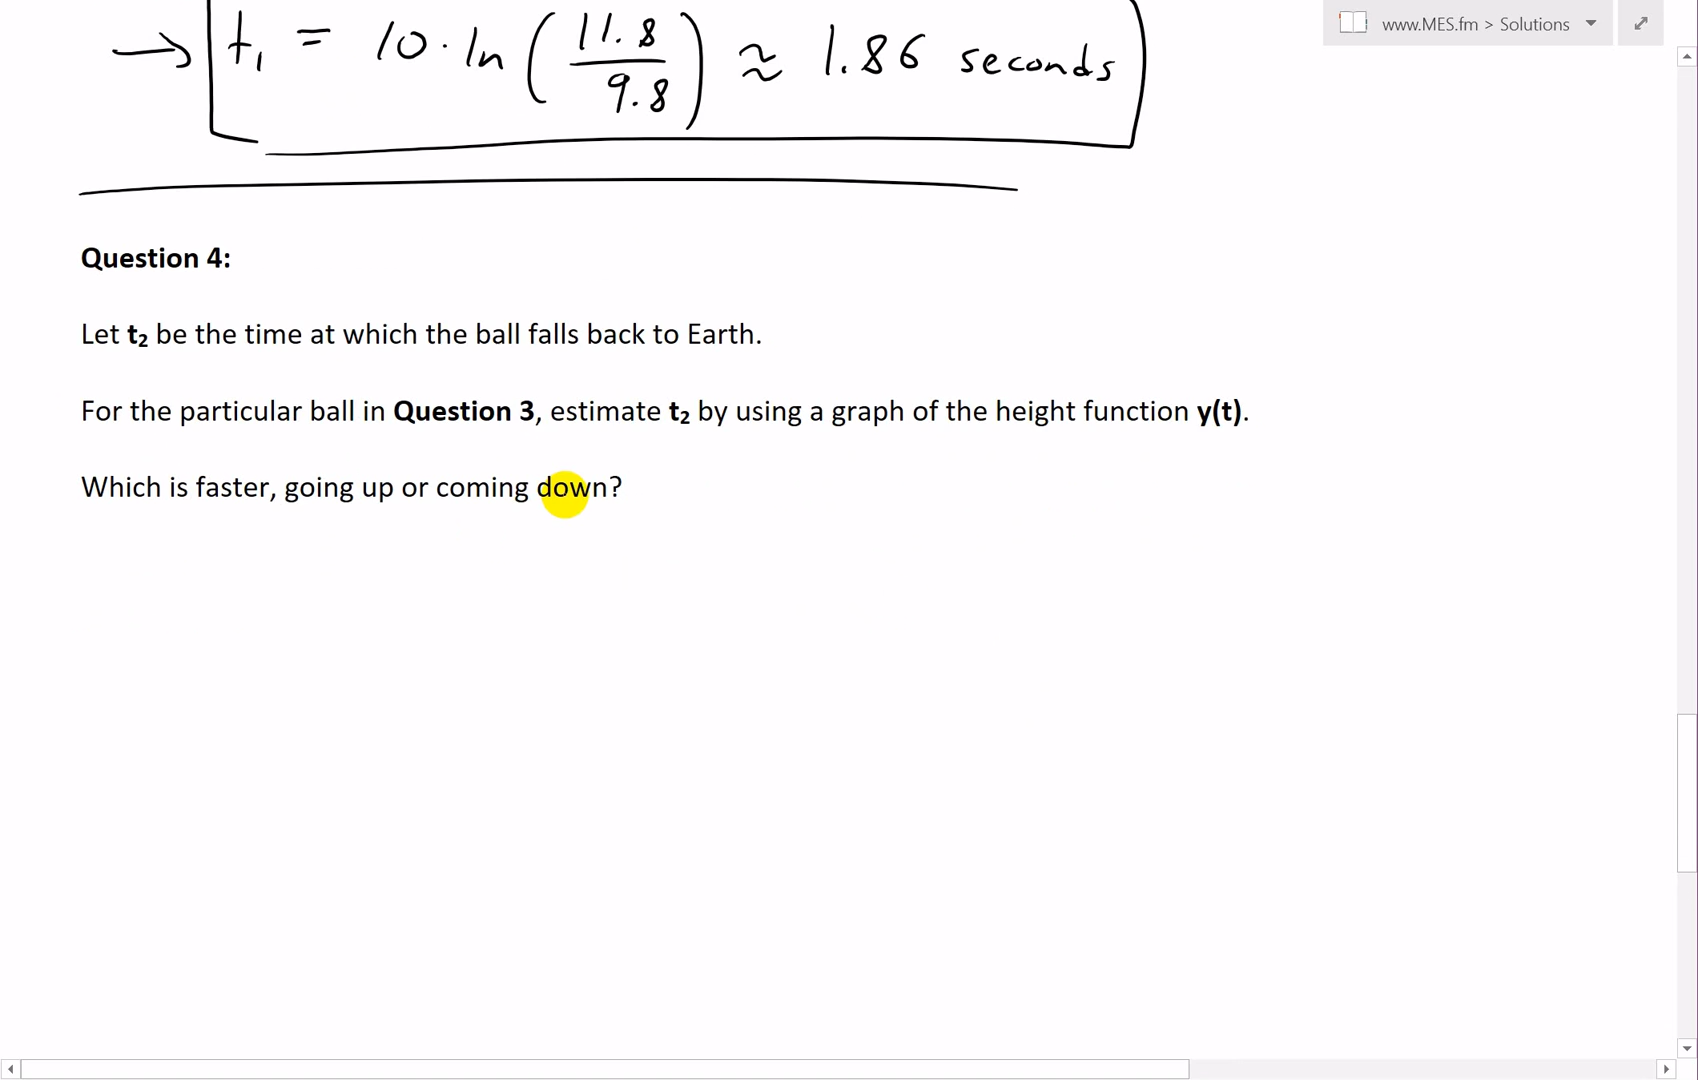 www.MES.fm > Solutions
→ t₁ = 10 · ln ( 11.8 / 9.8 ) ≈ 1.86 seconds
Question 4:
Let t₂ be the time at which the ball falls back to Earth.
For the particular ball in Question 3, estimate t₂ by using a graph of the height function y(t).
Which is faster, going up or coming down?